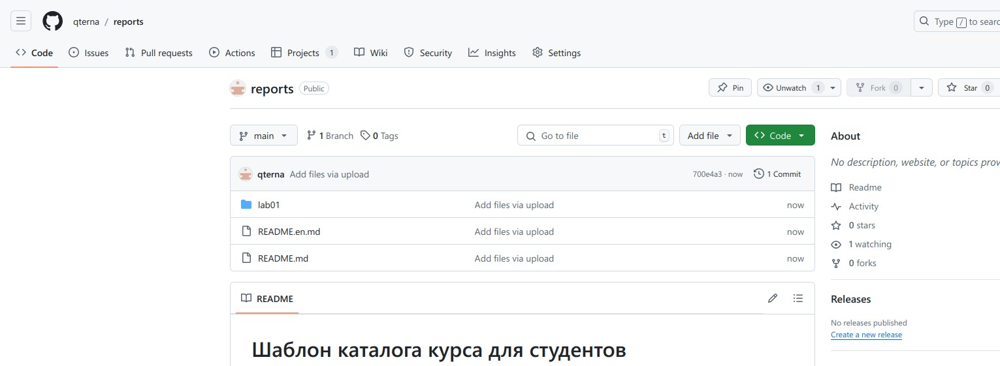 qterna / reports
Type / to searc
Code Issues Pull requests Actions Projects 1 Wiki Security Insights Settings
reports Public
Pin Unwatch 1 Fork 0 Star 0
main 1 Branch 0 Tags Go to file t Add file Code
qterna Add files via upload 700e4a3 · now 1 Commit
lab01 Add files via upload now
README.en.md Add files via upload now
README.md Add files via upload now
README
Шаблон каталога курса для студентов
About
No description, website, or topics prov
Readme
Activity
0 stars
1 watching
0 forks
Releases
No releases published
Create a new release